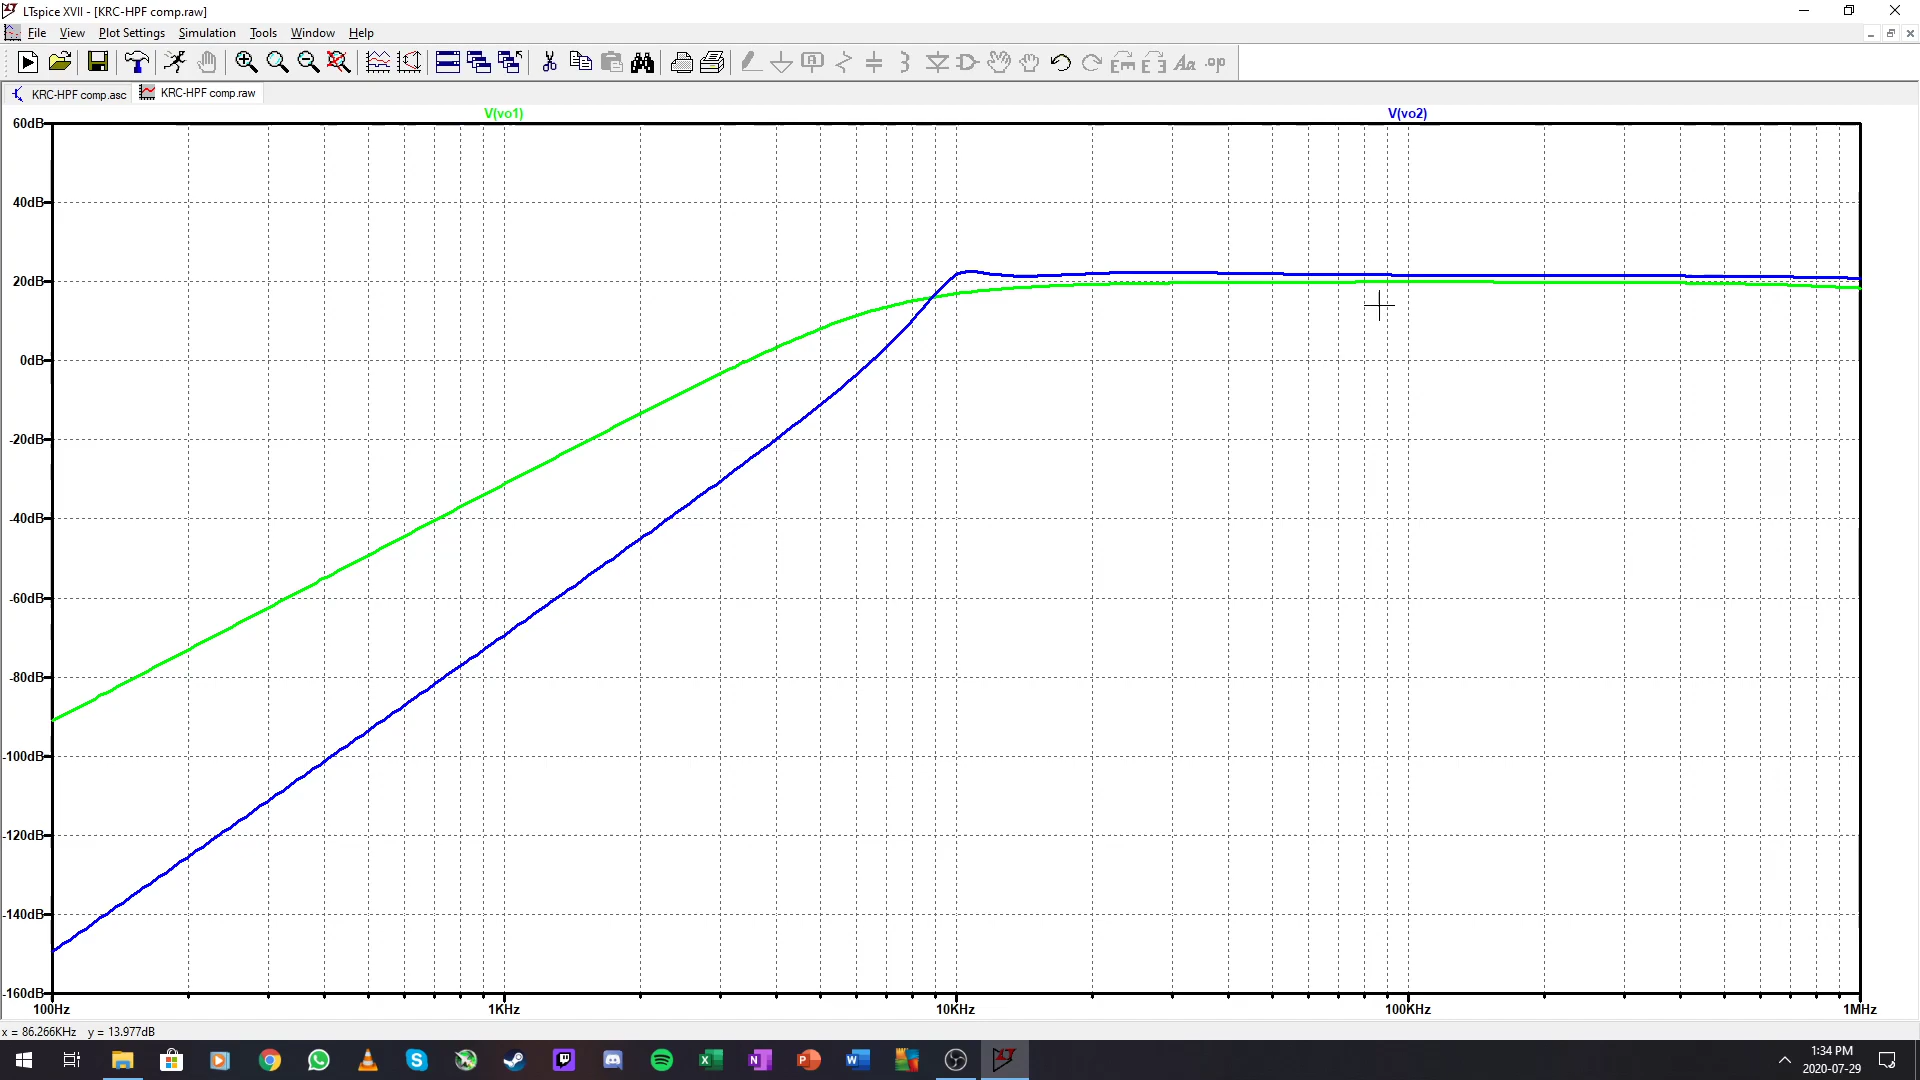 LTspice XVII - [KRC-HPF comp.raw]
File View Plot Settings Simulation Tools Window Help
KRC-HPF comp.asc KRC-HPF comp.raw
V(vo1) V(vo2)
60dB
40dB
20dB
0dB
-20dB
-40dB
-60dB
-80dB
-100dB
-120dB
-140dB
-160dB
100Hz 1KHz 10KHz 100KHz 1MHz
x = 86.266KHz y = 13.977dB
1:34 PM
2020-07-29